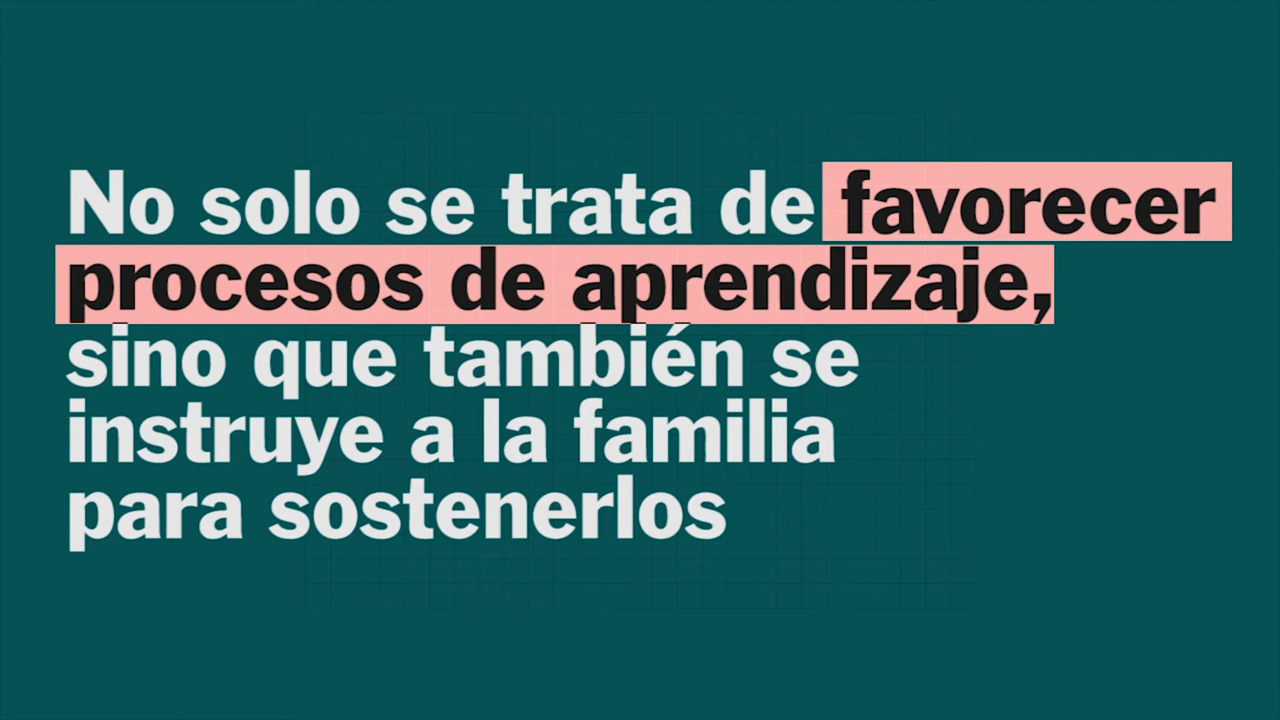 No solo se trata de favorecer
procesos de aprendizaje,
sino que también se
instruye a la familia
para sostenerlos